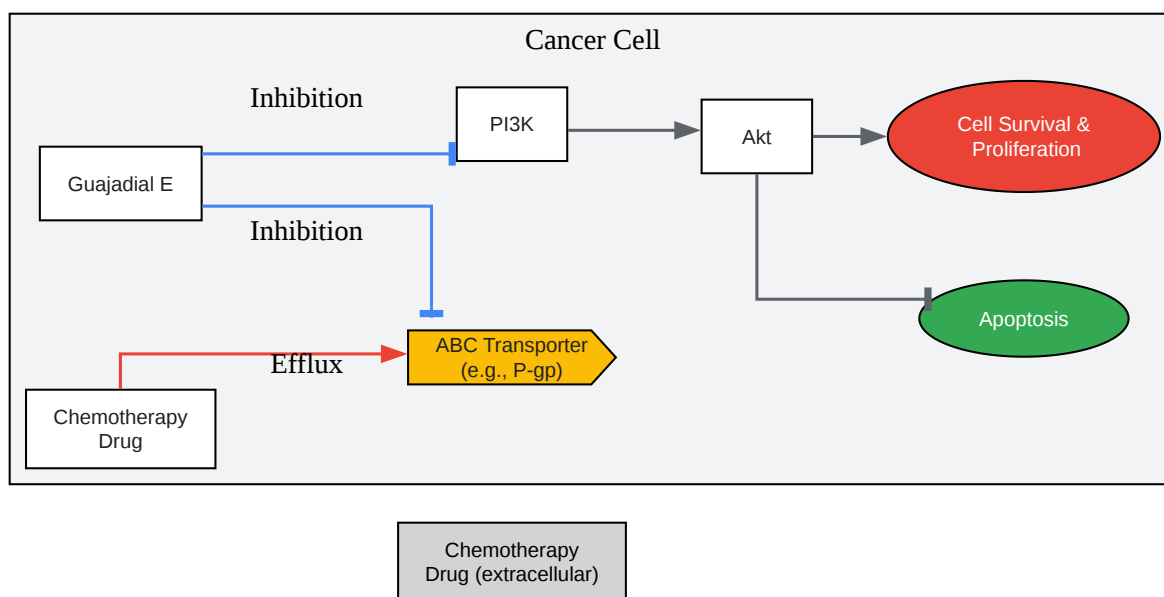 Cancer Cell
Inhibition
PI3K
Akt
Cell Survival &
Proliferation
Guajadial E
Inhibition
Apoptosis
ABC Transporter
(e.g., P-gp)
Efflux
Chemotherapy
Drug
Chemotherapy
Drug (extracellular)